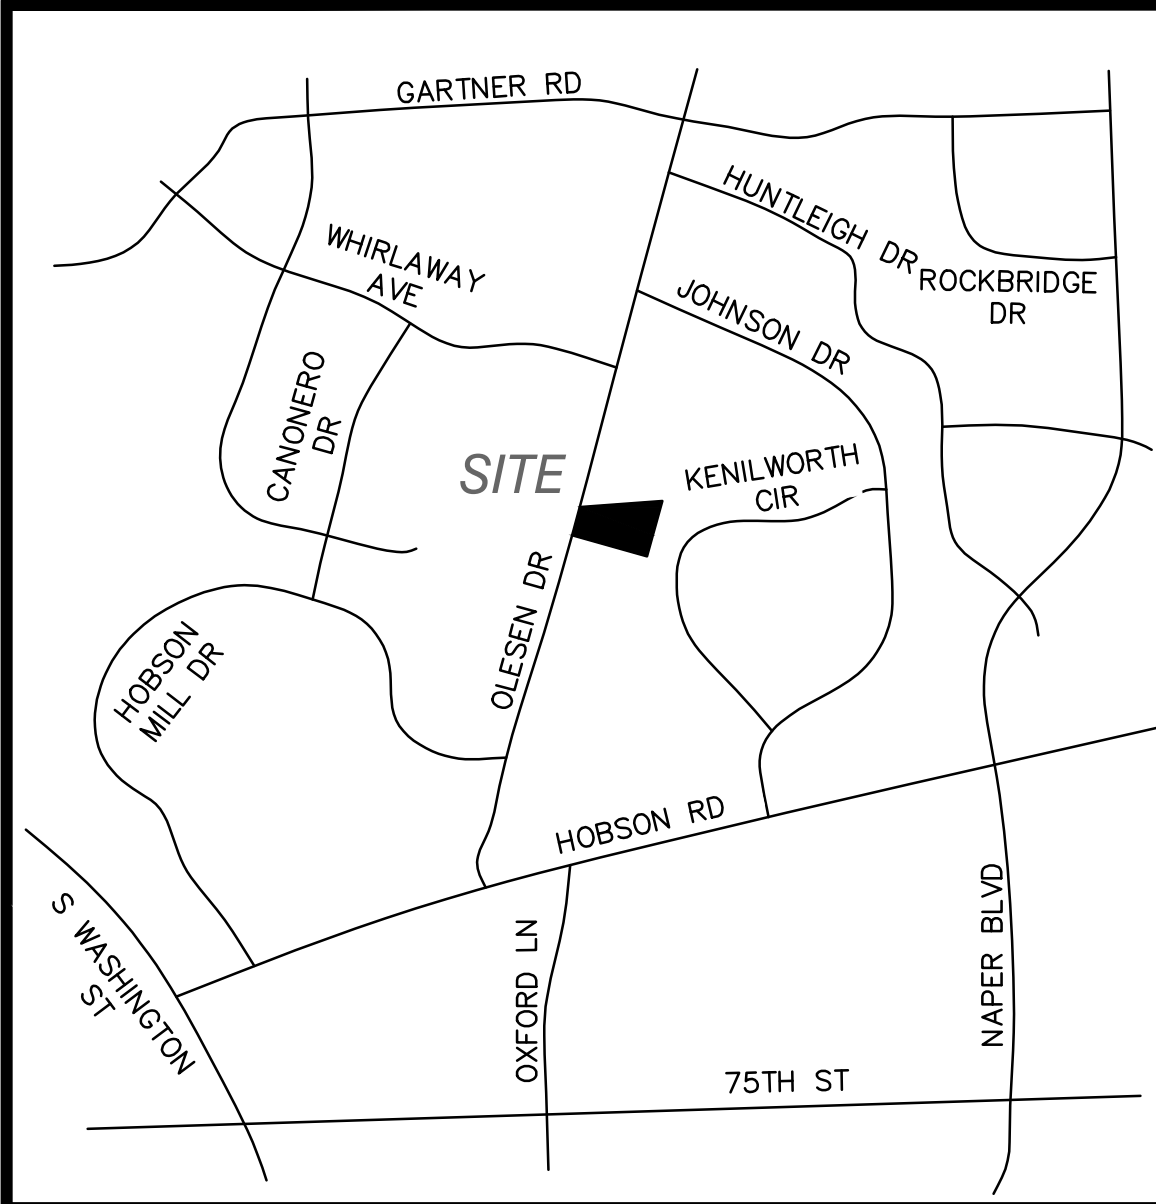 GARTNER RD
HUNTLEIGH DR
WHIRLAWAY
AVE
ROCKBRIDGE
DR
JOHNSON DR
CANONERO
DR
SITE
KENILWORTH
CIR
OLESEN DR
HOBSON
MILL DR
HOBSON RD
S WASHINGTON
ST
OXFORD LN
NAPER BLVD
75TH ST